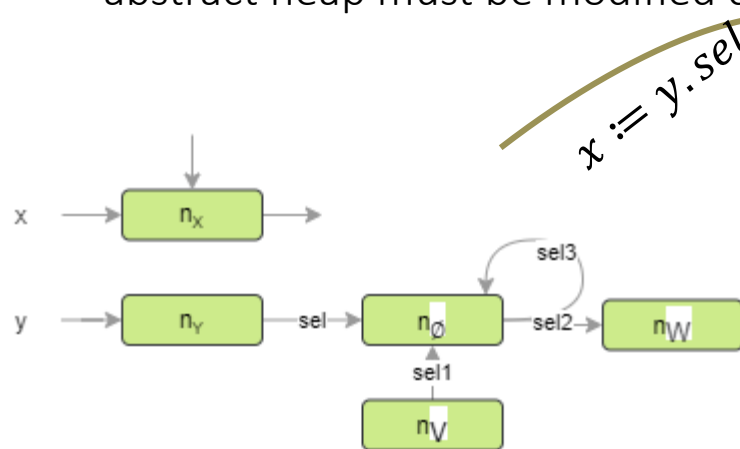 x := y.sel
sel3
x n_X
y n_Y sel n_∅ sel2 n_W
sel1
n_V